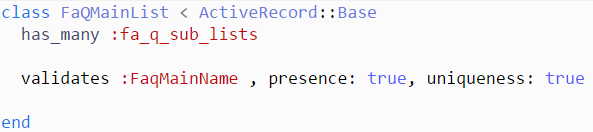 class FaQMainList < ActiveRecord::Base
has_many :fa_q_sub_lists
validates :FaqMainName , presence: true, uniqueness: true
end